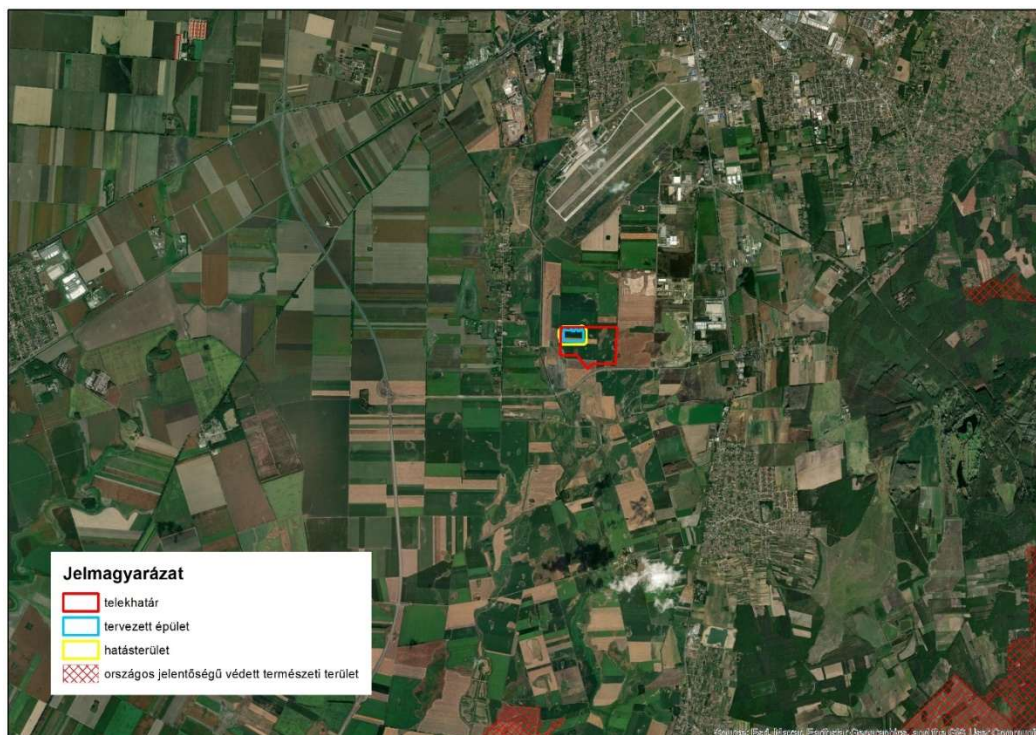 Jelmagyarázat
telekhatár
tervezett épület
hatásterület
országos jelentőségű védett természeti terület